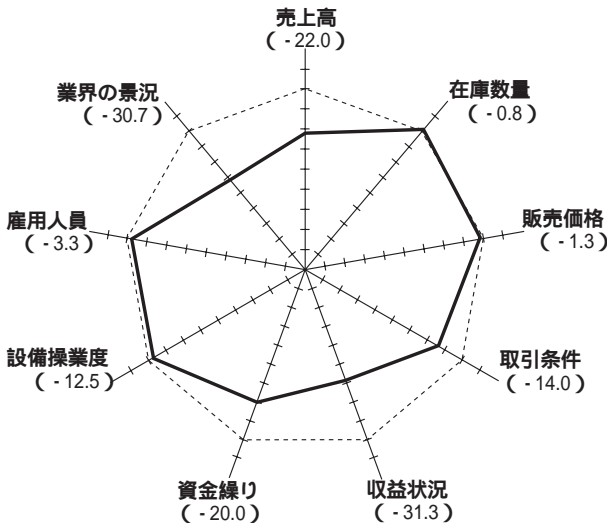 売上高
( - 22.0)
在庫数量
( - 0.8)
販売価格
( - 1.3)
取引条件
( - 14.0)
収益状況
( - 31.3)
資金繰り
( - 20.0)
設備操業度
( - 12.5)
雇用人員
( - 3.3)
業界の景況
( - 30.7)